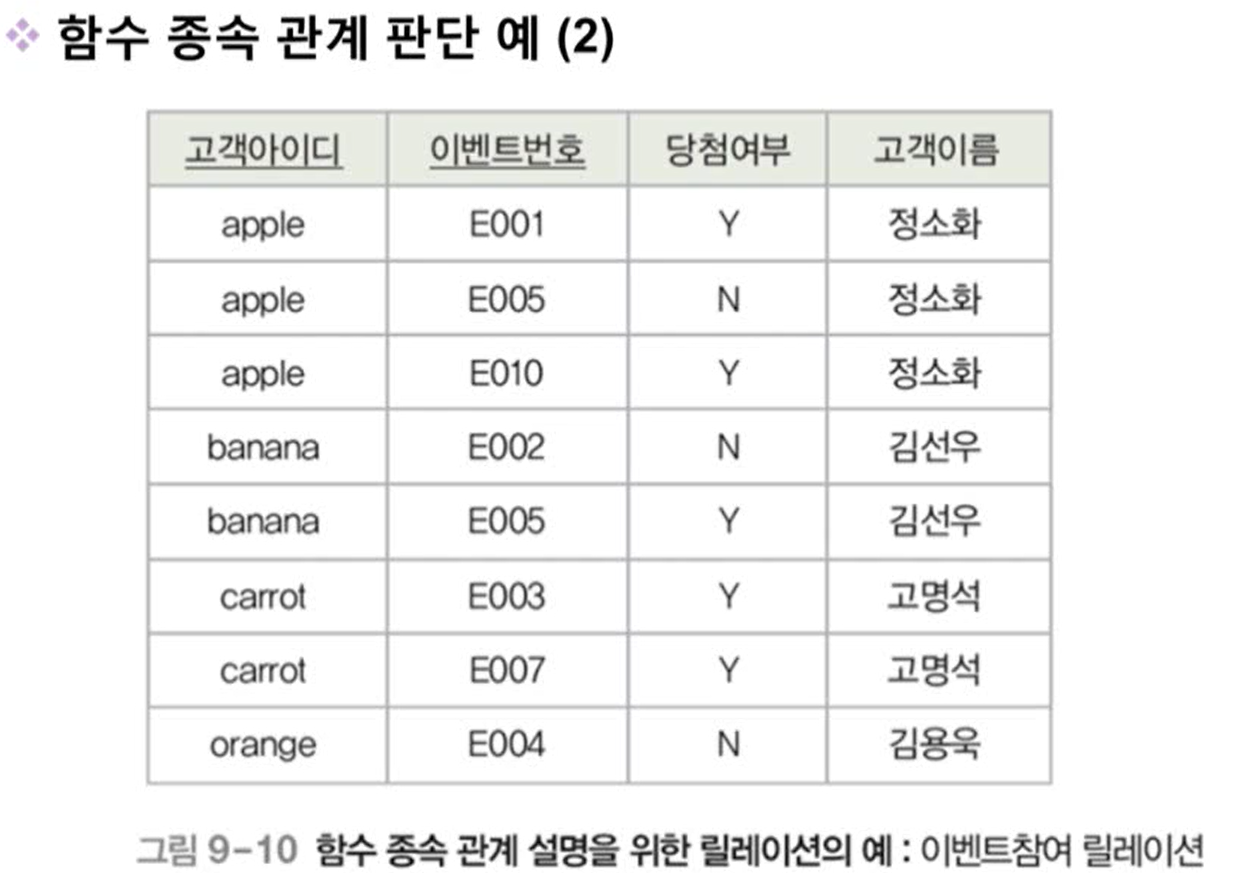 함수 종속 관계 판단 예 (2)
고객아이디 이벤트번호 당첨여부 고객이름
apple E001 Y 정소화
apple E005 N 정소화
apple E010 Y 정소화
banana E002 N 김선우
banana E005 Y 김선우
carrot E003 Y 고명석
carrot E007 Y 고명석
orange E004 N 김용욱
그림 9-10 함수 종속 관계 설명을 위한 릴레이션의 예 : 이벤트참여 릴레이션